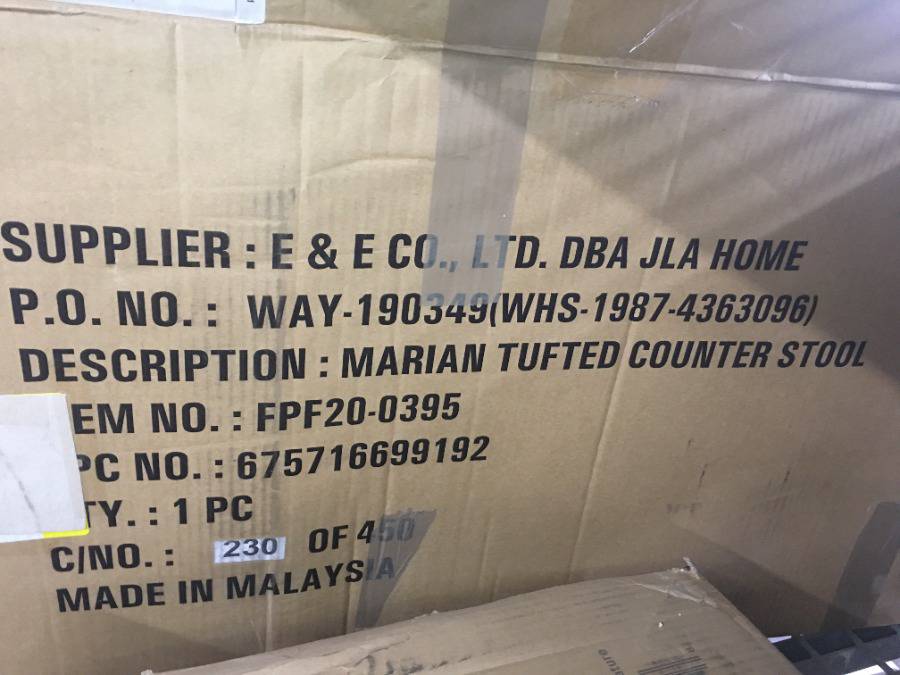 SUPPLIER : E & E CO., LTD. DBA JLA HOME
P.O. NO. : WAY-190349(WHS-1987-4363096)
DESCRIPTION : MARIAN TUFTED COUNTER STOOL
EM NO. : FPF20-0395
PC NO. : 675716699192
TY. : 1 PC
C/NO. : 230 OF 450
MADE IN MALAYSIA
ature